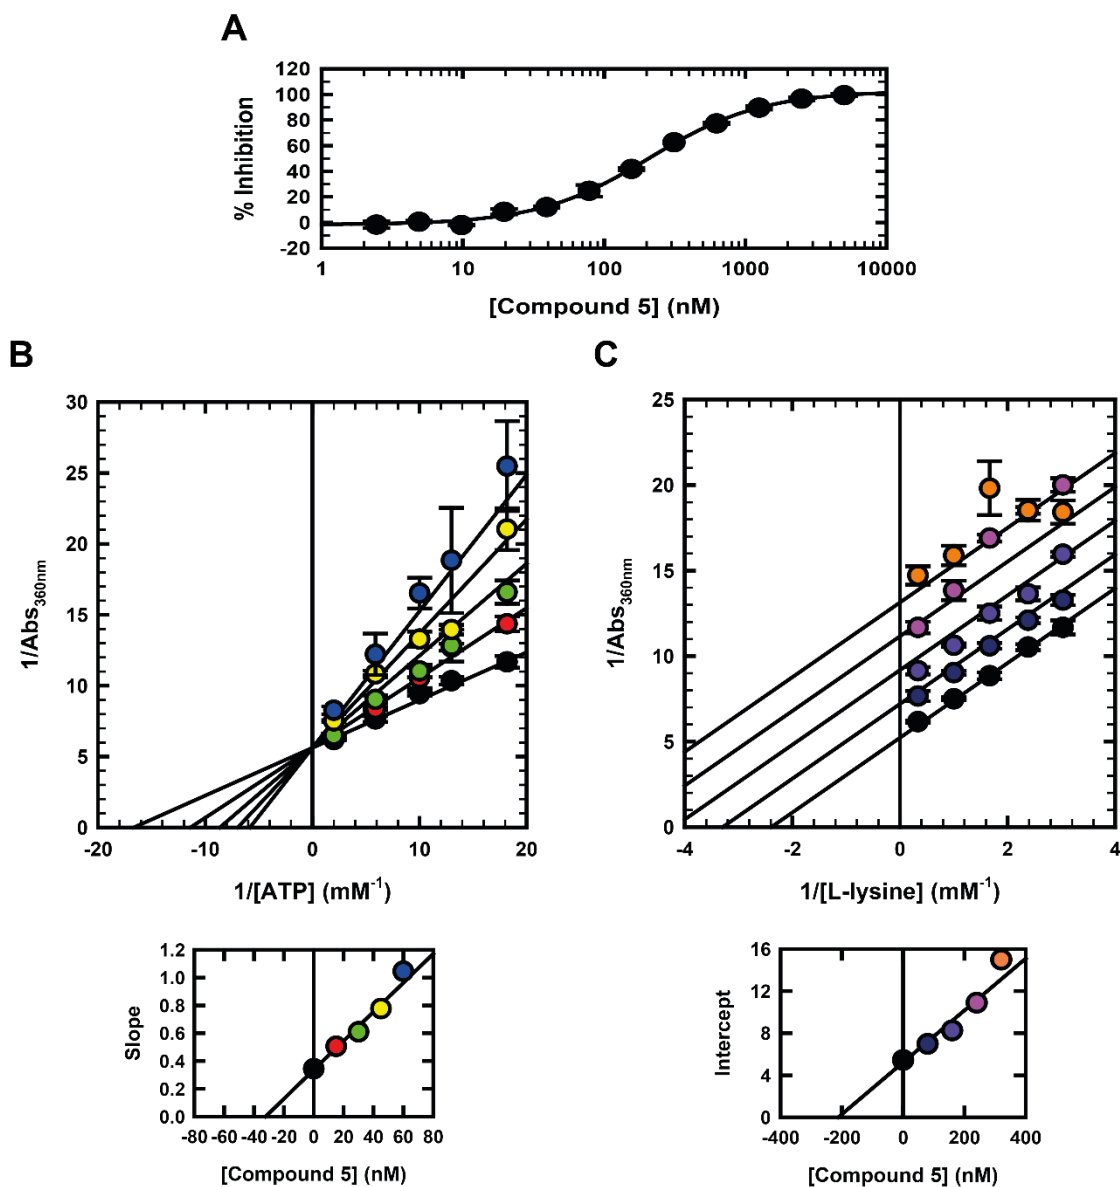 A
% Inhibition
120
100
80
60
40
20
0
-20
1 10 100 1000 10000
[Compound 5] (nM)
B
1/Abs360nm
30
25
20
15
10
5
0
-20 -10 0 10 20
1/[ATP] (mM-1)
C
1/Abs360nm
25
20
15
10
5
0
-4 -2 0 2 4
1/[L-lysine] (mM-1)
Slope
1.2
1.0
0.8
0.6
0.4
0.2
0.0
-80 -60 -40 -20 0 20 40 60 80
[Compound 5] (nM)
Intercept
16
12
8
4
0
-400 -200 0 200 400
[Compound 5] (nM)